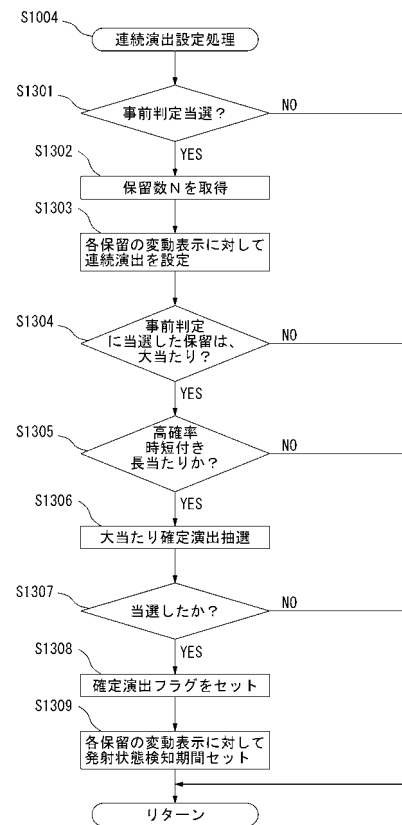 S1004
連続演出設定処理
S1301
事前判定当選？
NO
YES
S1302
保留数Nを取得
S1303
各保留の変動表示に対して
連続演出を設定
S1304
事前判定
に当選した保留は、
大当たり？
NO
YES
S1305
高確率
時短付き
長当たりか？
NO
YES
S1306
大当たり確定演出抽選
S1307
当選したか？
NO
YES
S1308
確定演出フラグをセット
S1309
各保留の変動表示に対して
発射状態検知期間セット
リターン